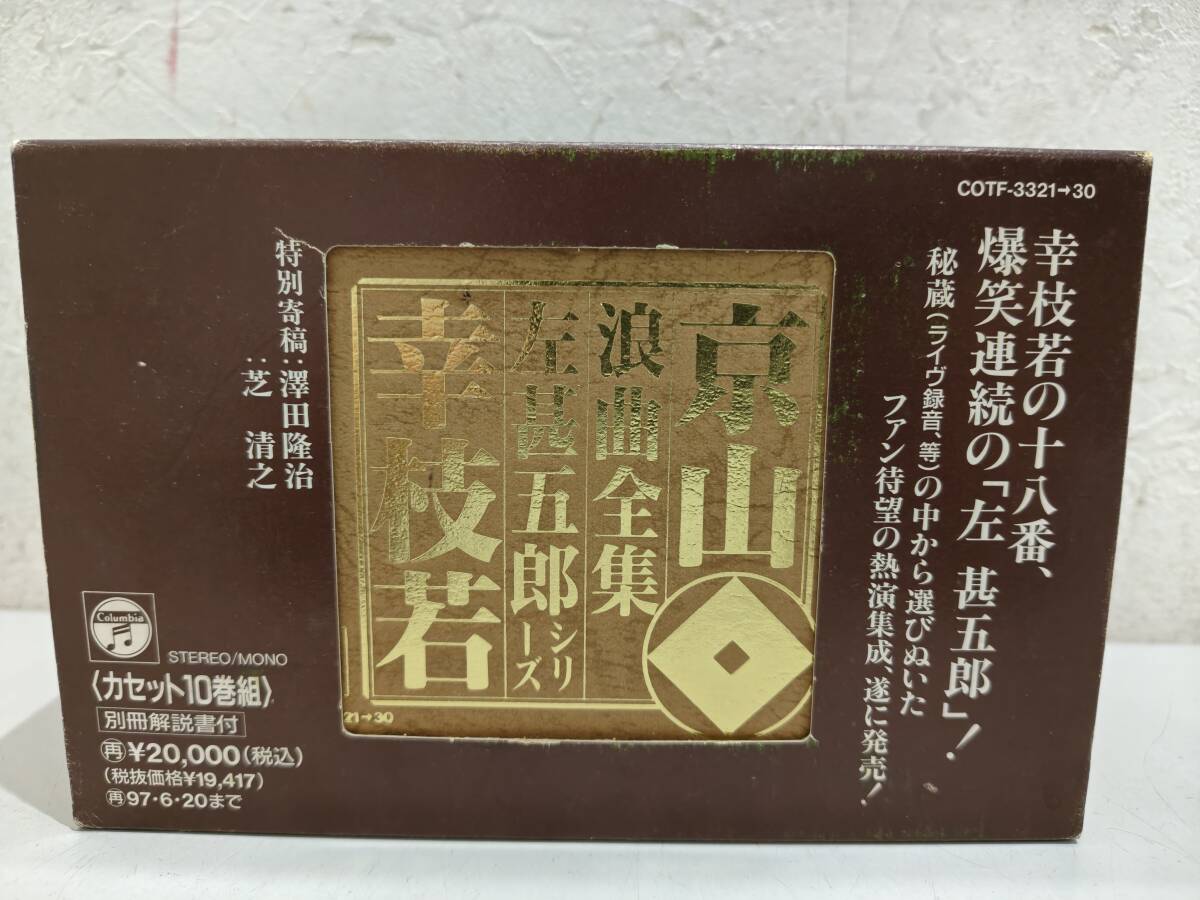 COTF-3321→30
幸枝若の十八番、
爆笑連続の「左 甚五郎」!
秘蔵(ライヴ録音、等)の中から選びぬいた
ファン待望の熱演集成、遂に発売!
京山
浪曲全集
左甚五郎シリーズ
幸枝若
21→30
特別寄稿:澤田隆治
:芝 清之
Columbia
STEREO/MONO
〈カセット10巻組〉
別冊解説書付
再¥20,000(税込)
(税抜価格¥19,417)
再97・6・20まで